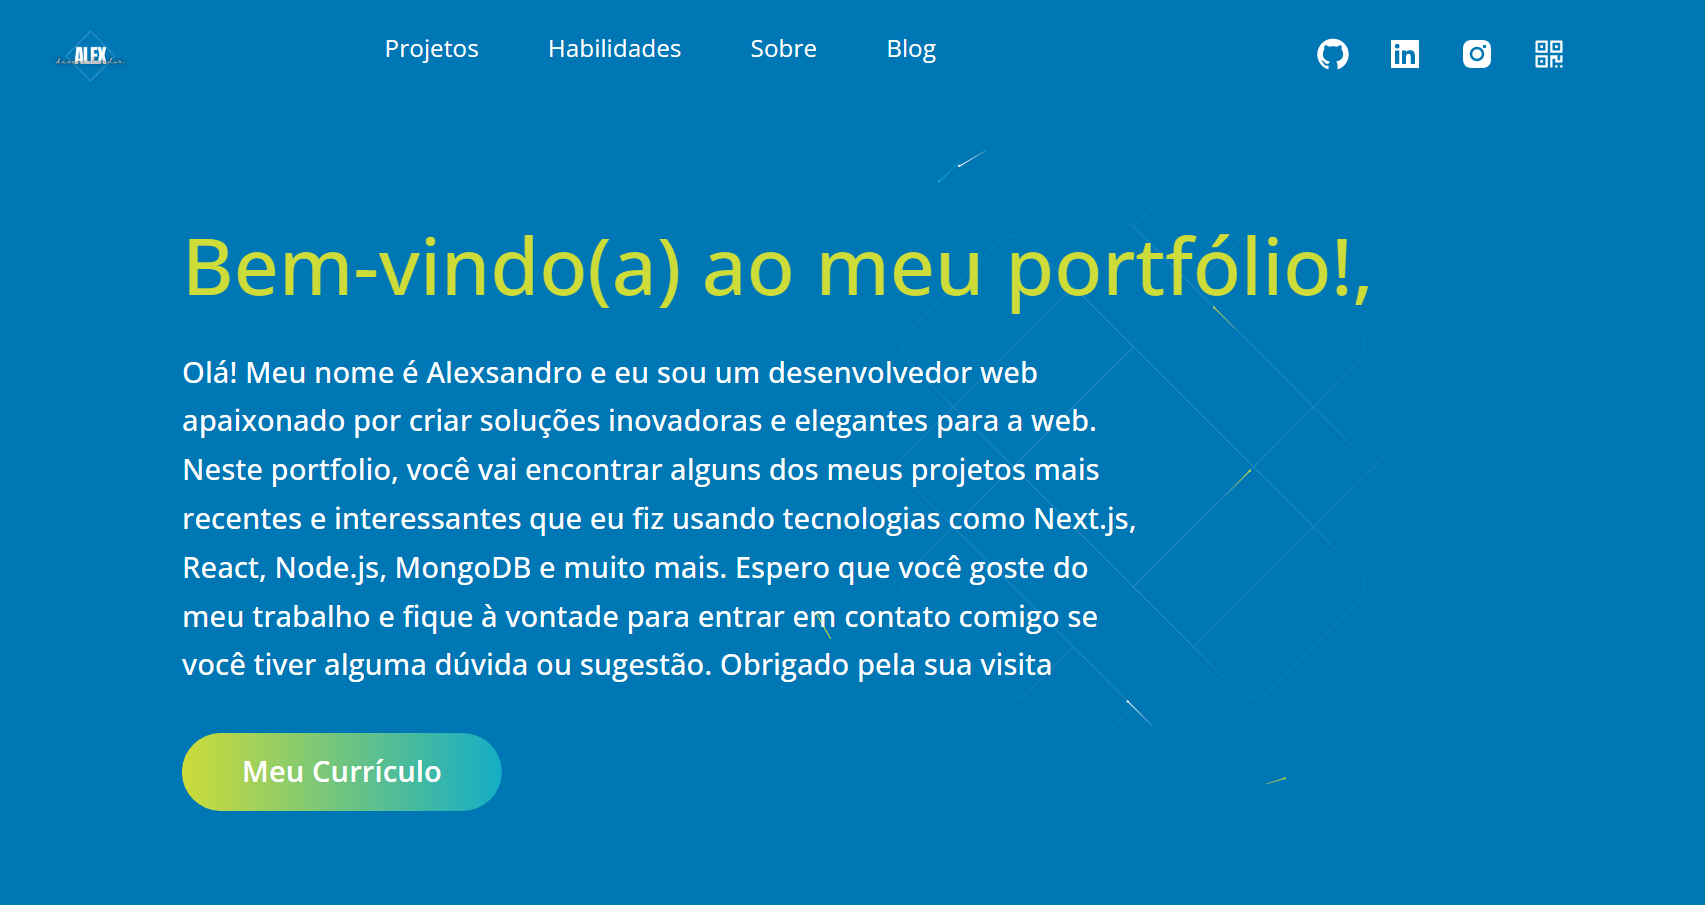 ALEX
Projetos Habilidades Sobre Blog
Bem-vindo(a) ao meu portfólio!,
Olá! Meu nome é Alexsandro e eu sou um desenvolvedor web
apaixonado por criar soluções inovadoras e elegantes para a web.
Neste portfolio, você vai encontrar alguns dos meus projetos mais
recentes e interessantes que eu fiz usando tecnologias como Next.js,
React, Node.js, MongoDB e muito mais. Espero que você goste do
meu trabalho e fique à vontade para entrar em contato comigo se
você tiver alguma dúvida ou sugestão. Obrigado pela sua visita
Meu Currículo